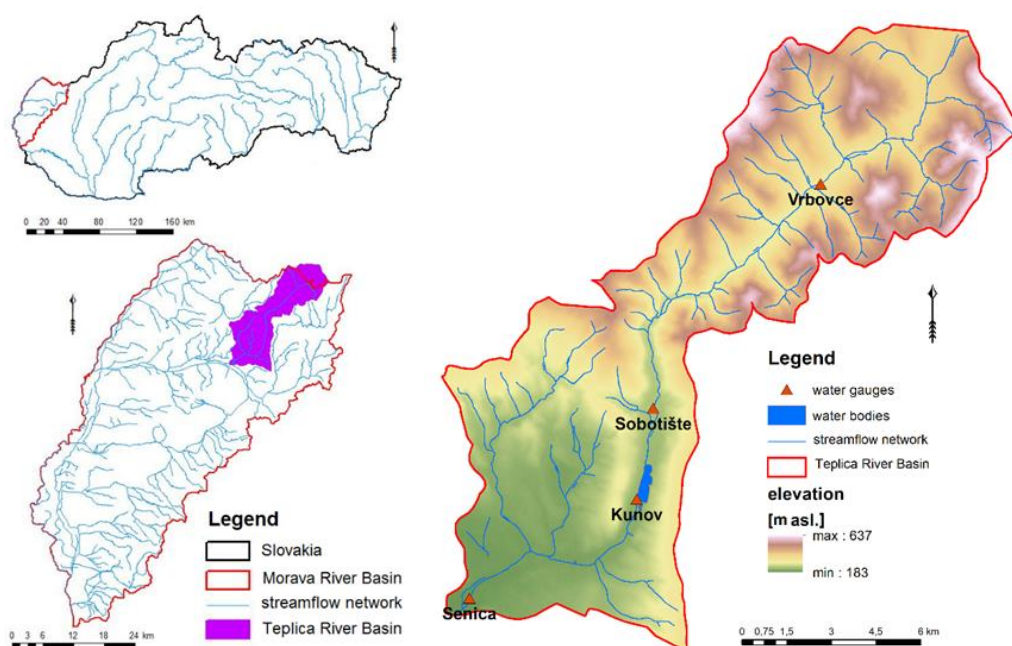 0 20 40 80 120 160 km
Legend
Slovakia
Morava River Basin
streamflow network
Teplica River Basin
0 3 6 12 18 24 km
Vrbovce
Sobotište
Kunov
Senica
Legend
water gauges
water bodies
streamflow network
Teplica River Basin
elevation
[m asl.]
max : 637
min : 183
0 0,75 1,5 3 4,5 6 km